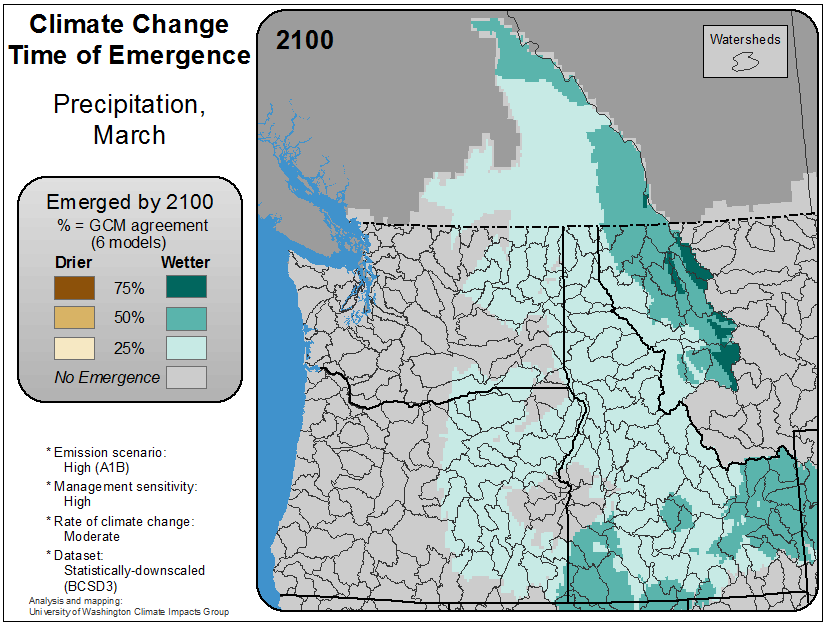 Climate Change
Time of Emergence
Precipitation,
March
Emerged by 2100
% = GCM agreement
(6 models)
Drier Wetter
75%
50%
25%
No Emergence
* Emission scenario:
High (A1B)
* Management sensitivity:
High
* Rate of climate change:
Moderate
* Dataset:
Statistically-downscaled
(BCSD3)
Analysis and mapping:
University of Washington Climate Impacts Group
2100
Watersheds